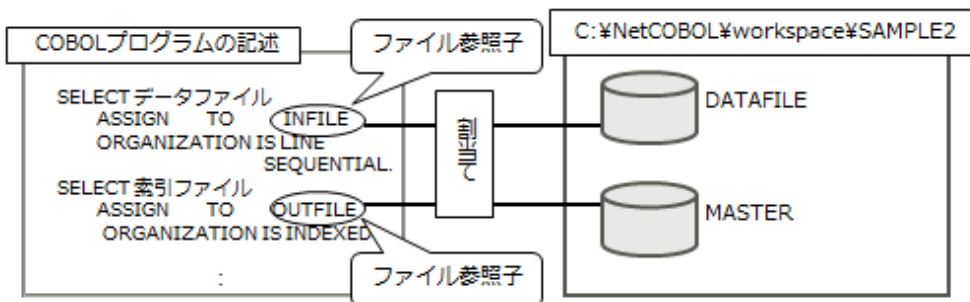 COBOLプログラムの記述
ファイル参照子
SELECT データファイル
ASSIGN TO INFILE
ORGANIZATION IS LINE
SEQUENTIAL.
SELECT 索引ファイル
ASSIGN TO OUTFILE
ORGANIZATION IS INDEXED
:
ファイル参照子
割当て
C:¥NetCOBOL¥workspace¥SAMPLE2
DATAFILE
MASTER